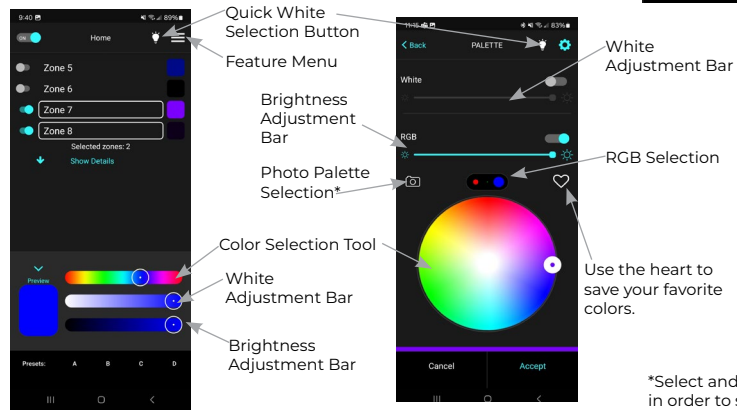 9:40
89%
ON
Home
Zone 5
Zone 6
Zone 7
Zone 8
Selected zones: 2
Show Details
Preview
Presets: A B C D
Quick White
Selection Button
Feature Menu
Brightness
Adjustment
Bar
Photo Palette
Selection*
Color Selection Tool
White
Adjustment Bar
Brightness
Adjustment Bar
11:15
83%
Back
PALETTE
White
RGB
Cancel
Accept
White
Adjustment Bar
RGB Selection
Use the heart to
save your favorite
colors.
*Select and
in order to s